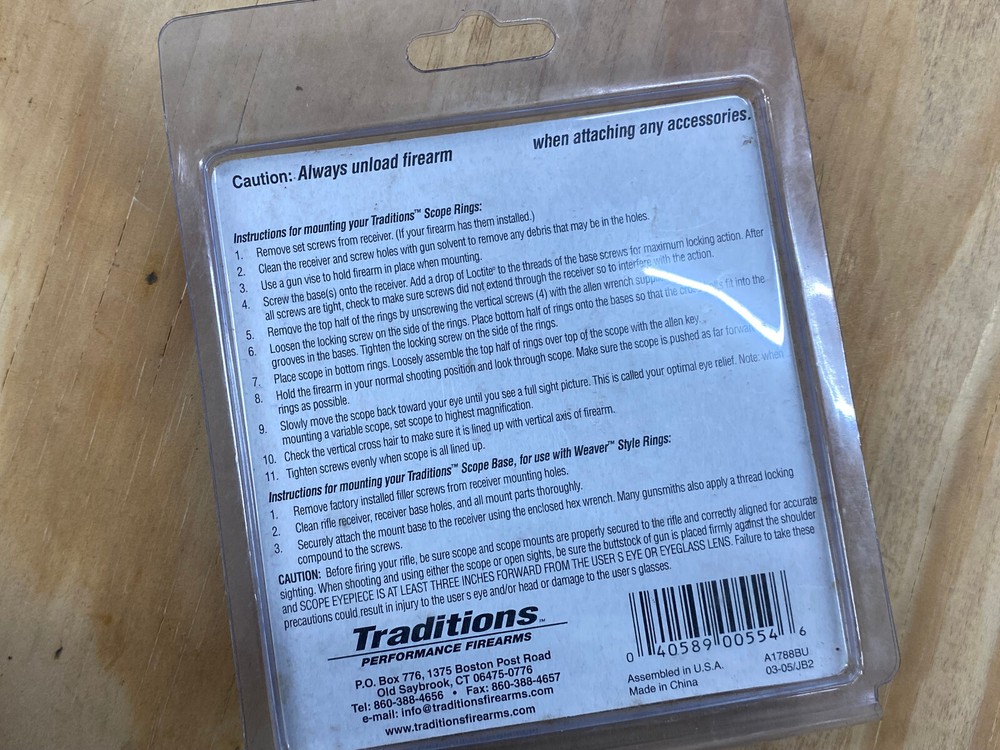 Caution: Always unload firearm when attaching any accessories.
Instructions for mounting your Traditions™ Scope Rings:
1. Remove set screws from receiver. (If your firearm has them installed.)
2. Clean the receiver and screw holes with gun solvent to remove any debris that may be in the holes.
3. Use a gun vise to hold firearm in place when mounting.
4. Screw the base(s) onto the receiver. Add a drop of Loctite® to the threads of the base screws for maximum locking action. After
all screws are tight, check to make sure screws did not extend through the receiver so to interfere with the action.
5. Remove the top half of the rings by unscrewing the vertical screws (4) with the allen wrench
6. Loosen the locking screw on the side of the rings. Place bottom half of rings onto the bases so that the fit into the
grooves in the bases. Tighten the locking screw on the side of the rings.
7. Place scope in bottom rings. Loosely assemble the top half of rings over top of the scope with the allen key.
8. Hold the firearm in your normal shooting position and look through scope. Make sure the scope is pushed as far forward
rings as possible.
9. Slowly move the scope back toward your eye until you see a full sight picture. This is called your optimal eye relief. Note: when
mounting a variable scope, set scope to highest magnification.
10. Check the vertical cross hair to make sure it is lined up with vertical axis of firearm.
11. Tighten screws evenly when scope is all lined up.
Instructions for mounting your Traditions™ Scope Base, for use with Weaver™ Style Rings:
1. Remove factory installed filler screws from receiver mounting holes.
2. Clean rifle receiver, receiver base holes, and all mount parts thoroughly.
3. Securely attach the mount base to the receiver using the enclosed hex wrench. Many gunsmiths also apply a thread locking
compound to the screws.
CAUTION: Before firing your rifle, be sure scope and scope mounts are properly secured to the rifle and correctly aligned for accurate
sighting. When shooting and using either the scope or open sights, be sure the buttstock of gun is placed firmly against the shoulder
and SCOPE EYEPIECE IS AT LEAST THREE INCHES FORWARD FROM THE USER S EYE OR EYEGLASS LENS. Failure to take these
precautions could result in injury to the user s eye and/or head or damage to the user s glasses.
Traditions™
PERFORMANCE FIREARMS
P.O. Box 776, 1375 Boston Post Road
Old Saybrook, CT 06475-0776
Tel: 860-388-4656 • Fax: 860-388-4657
e-mail: info@traditionsfirearms.com
www.traditionsfirearms.com
0 40589 00554 6
Assembled in U.S.A. A1788BU
Made in China 03-05/JB2